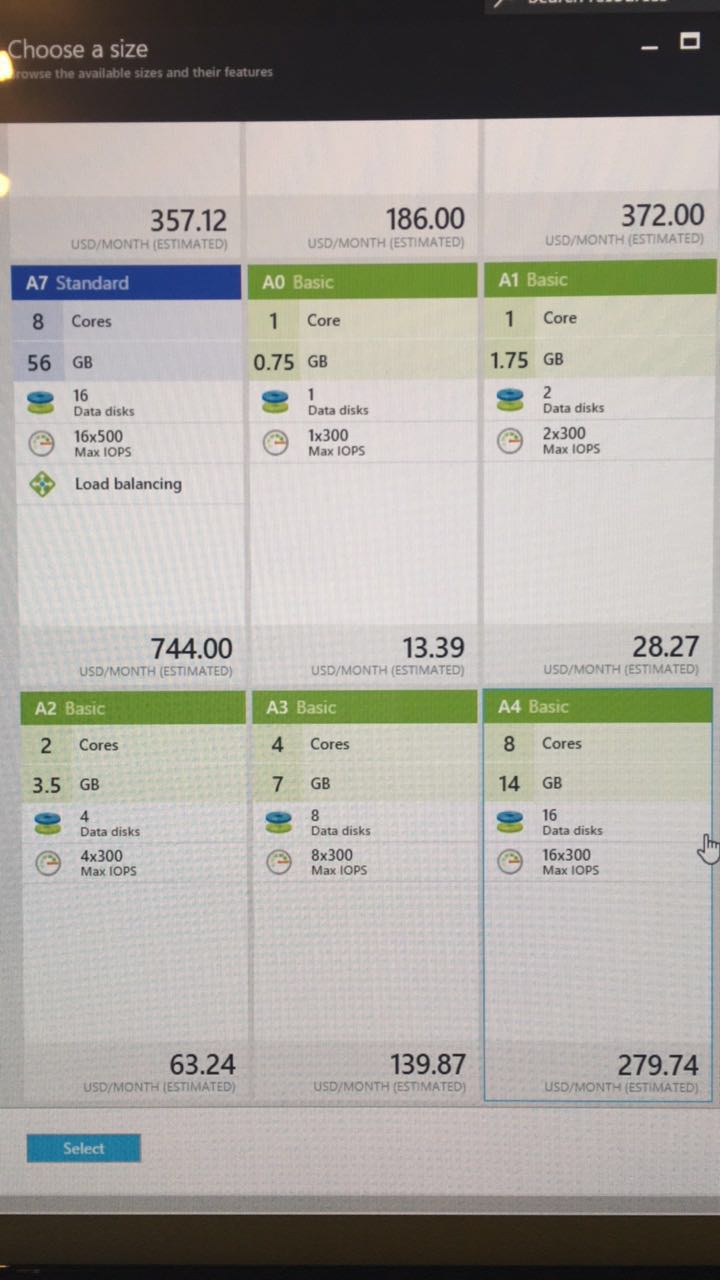 Choose a size
rowse the available sizes and their features
357.12
USD/MONTH (ESTIMATED)
186.00
USD/MONTH (ESTIMATED)
372.00
USD/MONTH (ESTIMATED)
A7 Standard
8 Cores
56 GB
16
Data disks
16x500
Max IOPS
Load balancing
744.00
USD/MONTH (ESTIMATED)
A0 Basic
1 Core
0.75 GB
1
Data disks
1x300
Max IOPS
13.39
USD/MONTH (ESTIMATED)
A1 Basic
1 Core
1.75 GB
2
Data disks
2x300
Max IOPS
28.27
USD/MONTH (ESTIMATED)
A2 Basic
2 Cores
3.5 GB
4
Data disks
4x300
Max IOPS
63.24
USD/MONTH (ESTIMATED)
A3 Basic
4 Cores
7 GB
8
Data disks
8x300
Max IOPS
139.87
USD/MONTH (ESTIMATED)
A4 Basic
8 Cores
14 GB
16
Data disks
16x300
Max IOPS
279.74
USD/MONTH (ESTIMATED)
Select